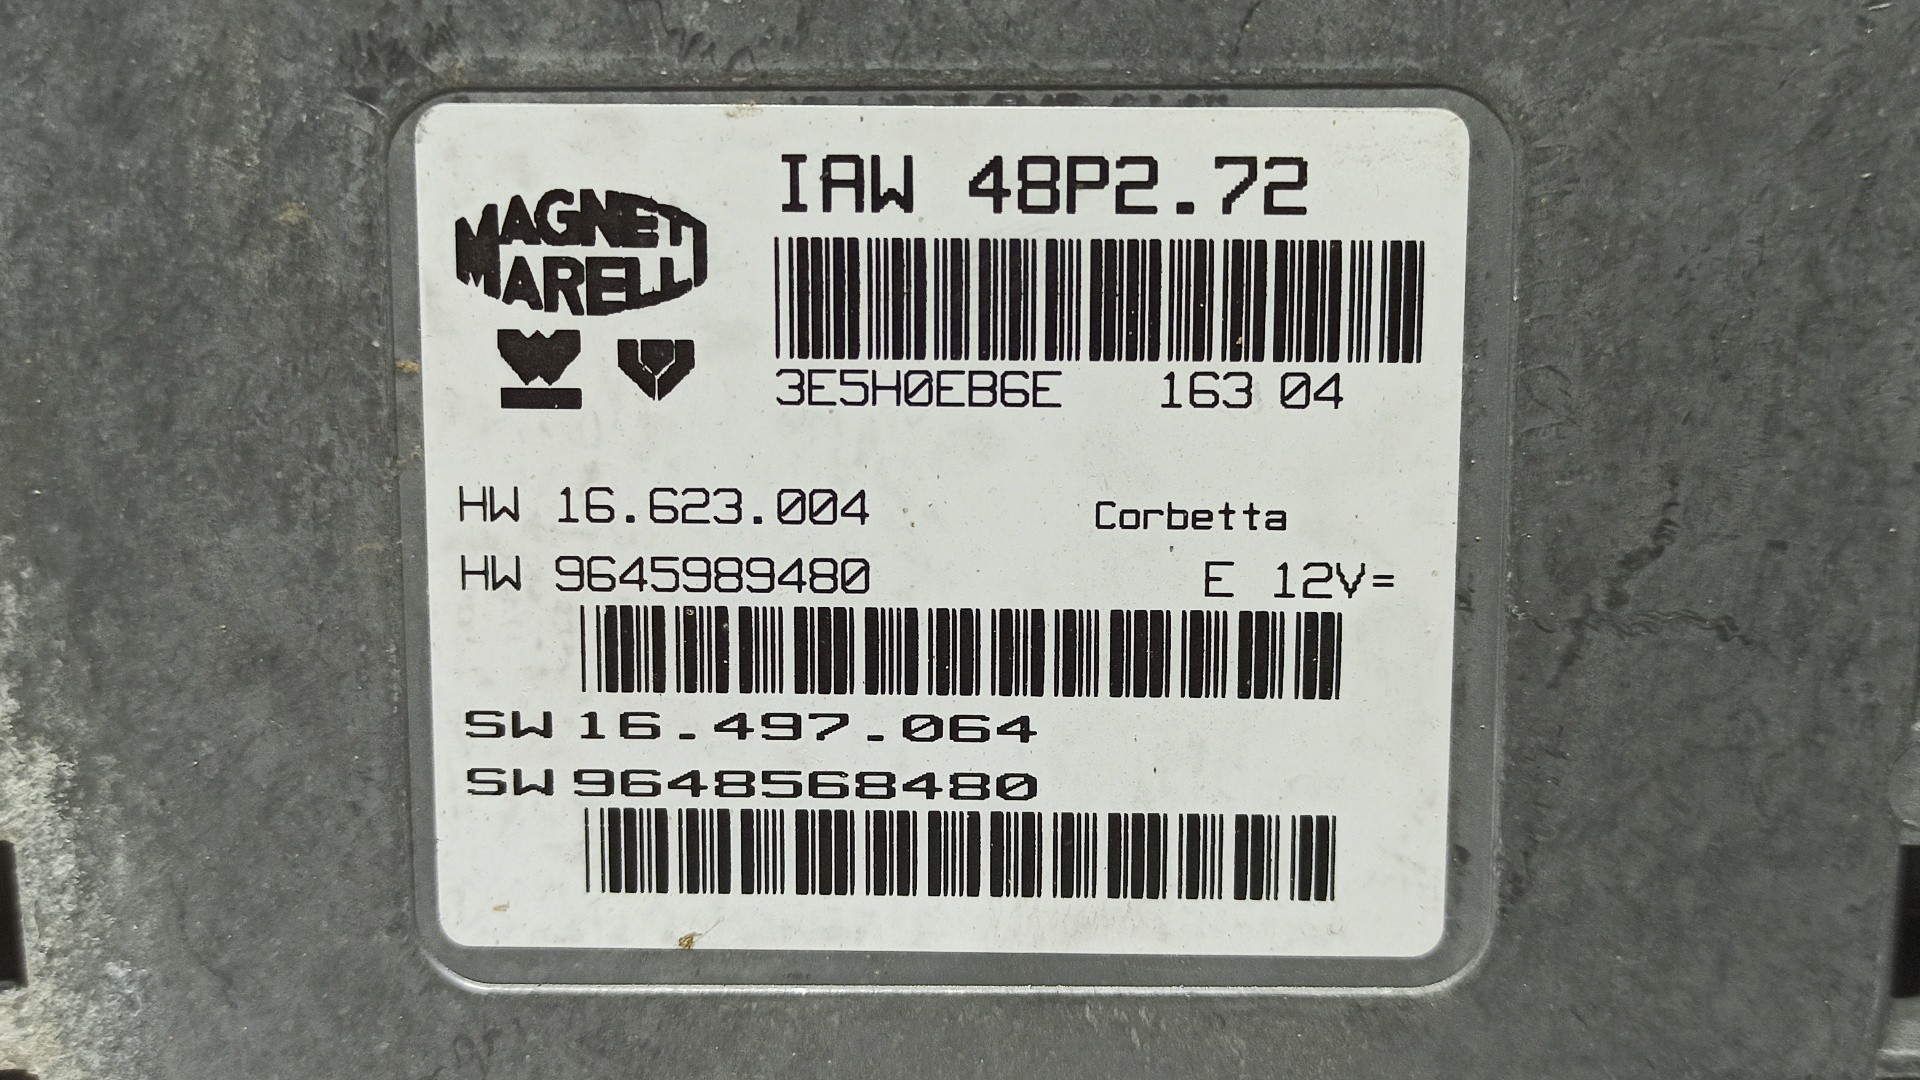 MAGNETI
MARELLI
IAW 48P2.72
3E5H0EB6E 163 04
HW 16.623.004
Corbetta
HW 9645989480
E 12V=
SW 16.497.064
SW 9648568480